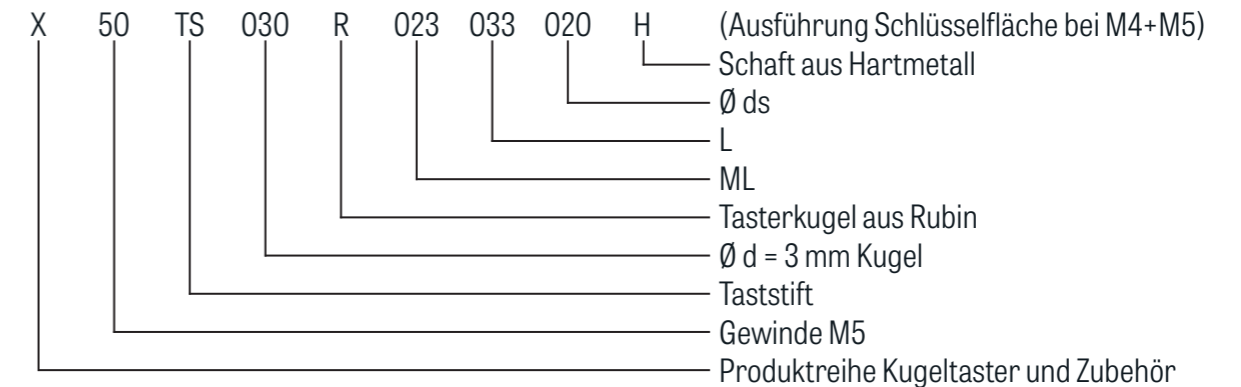 X 50 TS 030 R 023 033 020 H (Ausführung Schlüsselfläche bei M4+M5)
Schaft aus Hartmetall
Ø ds
L
ML
Tasterkugel aus Rubin
Ø d = 3 mm Kugel
Taststift
Gewinde M5
Produktreihe Kugeltaster und Zubehör